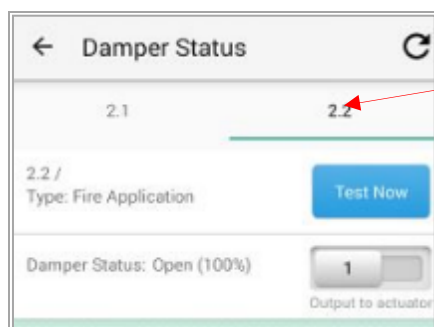 Damper Status
2.1
2.2
2.2 /
Type: Fire Application
Test Now
Damper Status: Open (100%)
1
Output to actuator